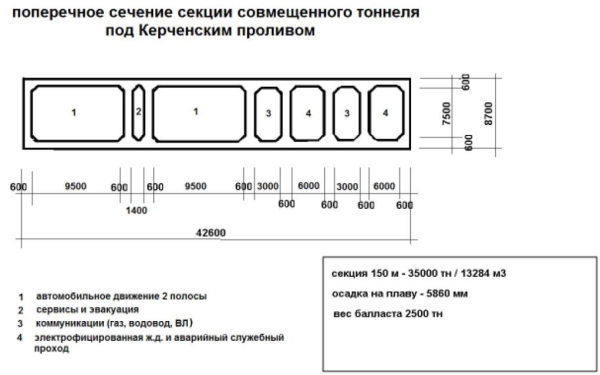 поперечное сечение секции совмещенного тоннеля
под Керченским проливом
1
2
1
3
4
3
4
600
7500
8700
600
600
9500
600
600
9500
600
3000
6000
3000
6000
1400
600
600
600
600
42600
1 автомобильное движение 2 полосы
2 сервисы и эвакуация
3 коммуникации (газ, водовод, ВЛ)
4 электрофицированная ж.д. и аварийный служебный
проход
секция 150 м - 35000 тн / 13284 м3
осадка на плаву - 5860 мм
вес балласта 2500 тн